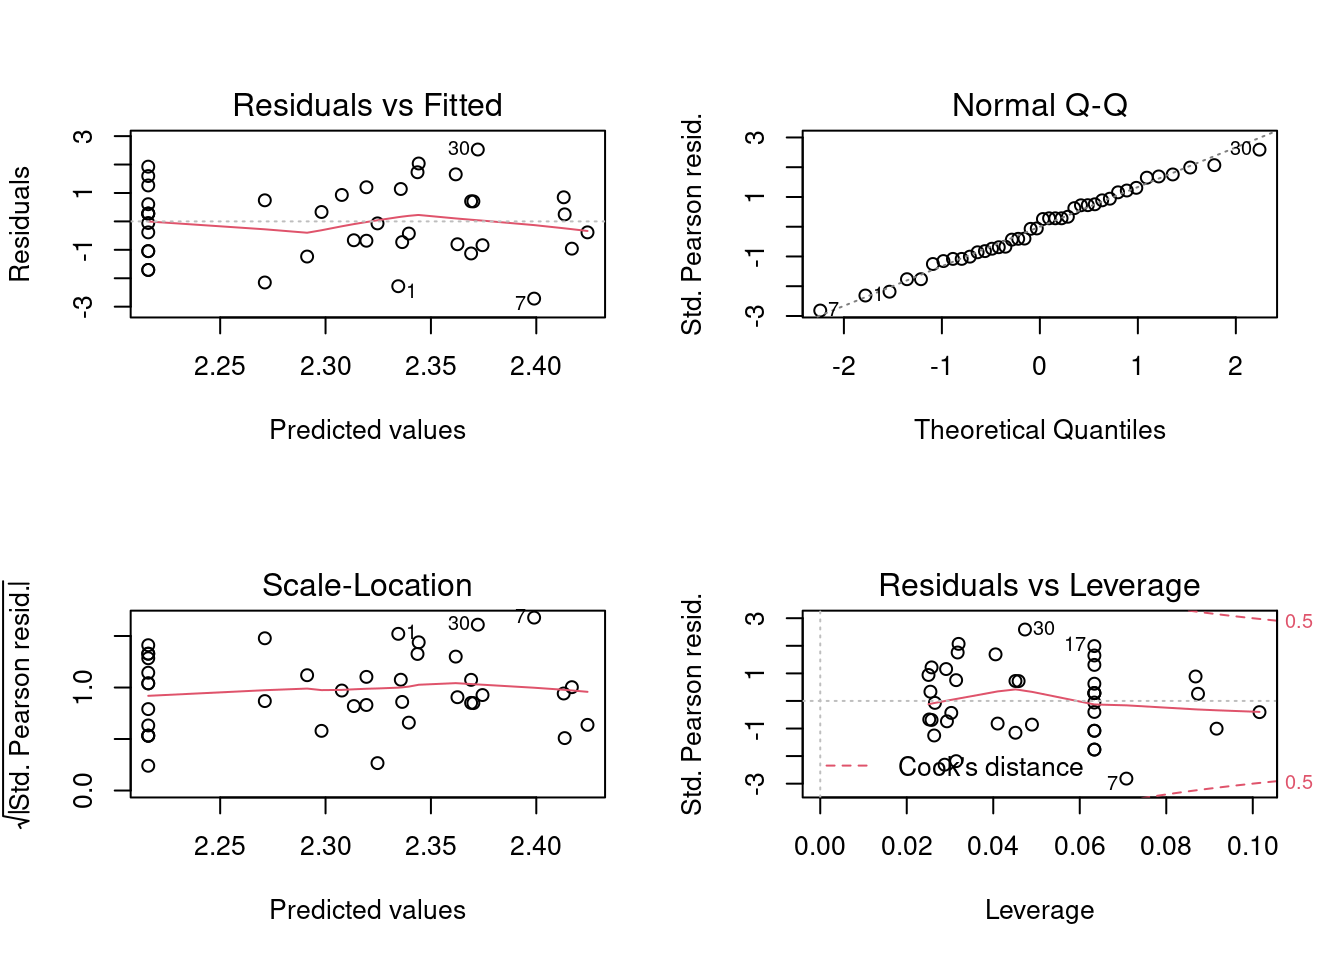 Residuals vs Fitted
Residuals
3
1
-1
-3
30
1
7
2.25 2.30 2.35 2.40
Predicted values
Normal Q-Q
Std. Pearson resid.
3
1
-1
-3
30
1
7
-2 -1 0 1 2
Theoretical Quantiles
Scale-Location
√|Std. Pearson resid.|
1.0
0.0
7
30
1
2.25 2.30 2.35 2.40
Predicted values
Residuals vs Leverage
Std. Pearson resid.
3
1
-1
-3
0.5
30
17
Cook's distance
7
0.5
0.00 0.02 0.04 0.06 0.08 0.10
Leverage